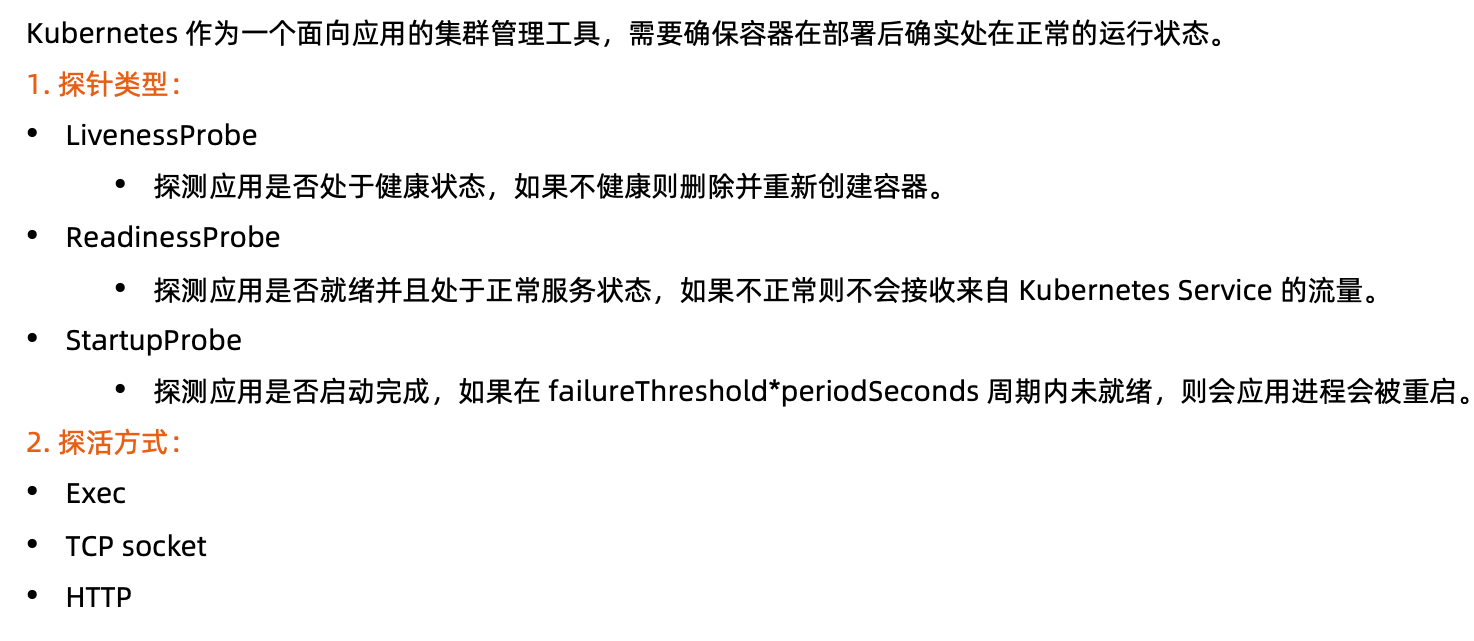 Kubernetes 作为一个面向应用的集群管理工具，需要确保容器在部署后确实处在正常的运行状态。
1. 探针类型：
• LivenessProbe
• 探测应用是否处于健康状态，如果不健康则删除并重新创建容器。
• ReadinessProbe
• 探测应用是否就绪并且处于正常服务状态，如果不正常则不会接收来自 Kubernetes Service 的流量。
• StartupProbe
• 探测应用是否启动完成，如果在 failureThreshold*periodSeconds 周期内未就绪，则会应用进程会被重启。
2. 探活方式：
• Exec
• TCP socket
• HTTP